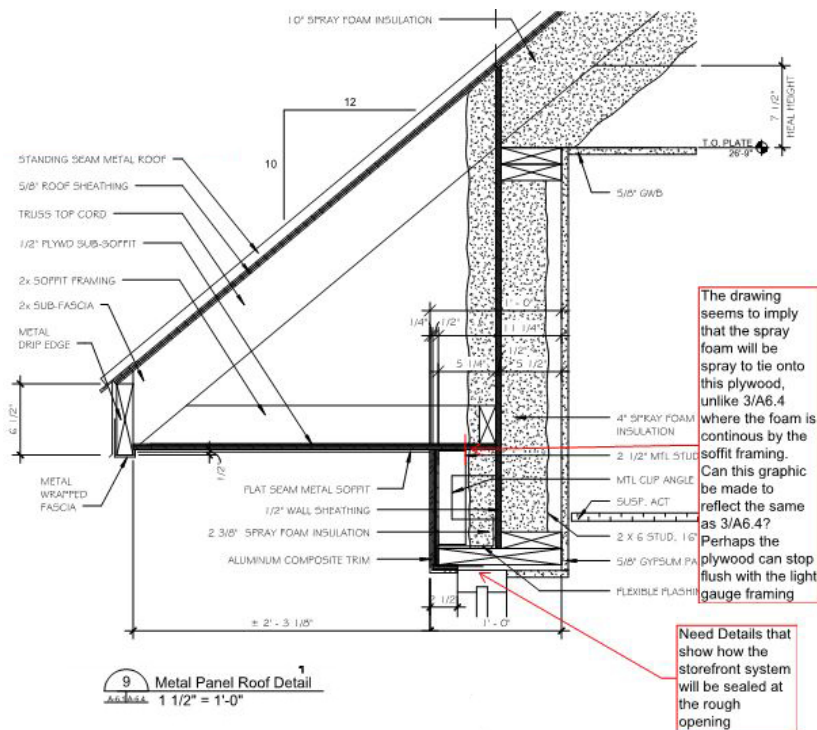 10" SPRAY FOAM INSULATION
12
10
7 1/2"
HEAL HEIGHT
T.O. PLATE
26'-9"
STANDING SEAM METAL ROOF
5/8" ROOF SHEATHING
TRUSS TOP CORD
1/2" PLYWD SUB-SOFFIT
2x SOFFIT FRAMING
2x SUB-FASCIA
METAL
DRIP EDGE
5/8" GWB
1'-0"
1/4"
1/2"
11 1/4"
1/2"
5 1/4"
5 1/2"
6 1/2"
1/2"
4" SPRAY FOAM
INSULATION
2 1/2" MTL STUD
MTL CLIP ANGLE
SUSP. ACT
2 X 6 STUD, 16"
5/8" GYPSUM PA
FLEXIBLE FLASHIN
METAL
WRAPPED
FASCIA
FLAT SEAM METAL SOFFIT
1/2" WALL SHEATHING
2 3/8" SPRAY FOAM INSULATION
ALUMINUM COMPOSITE TRIM
2 1/2"
± 2' - 3 1/8"
1' - 0"
The drawing
seems to imply
that the spray
foam will be
spray to tie onto
this plywood,
unlike 3/A6.4
where the foam is
continous by the
soffit framing.
Can this graphic
be made to
reflect the same
as 3/A6.4?
Perhaps the
plywood can stop
flush with the light
gauge framing
Need Details that
show how the
storefront system
will be sealed at
the rough
opening
9
Metal Panel Roof Detail
1
1 1/2" = 1'-0"